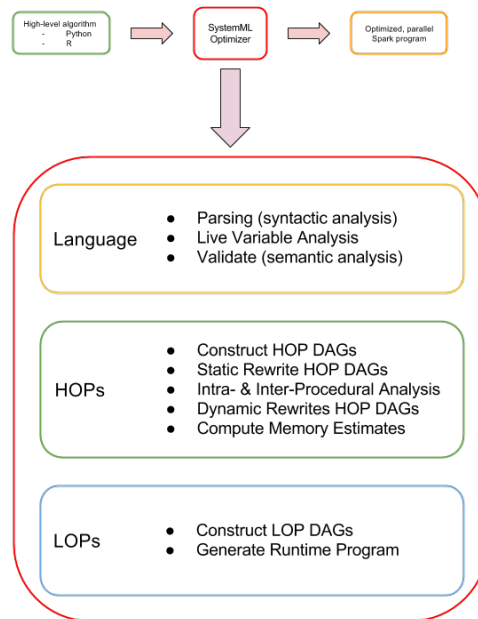 High-level algorithm
- Python
- R
SystemML
Optimizer
Optimized, parallel
Spark program
Language
● Parsing (syntactic analysis)
● Live Variable Analysis
● Validate (semantic analysis)
HOPs
● Construct HOP DAGs
● Static Rewrite HOP DAGs
● Intra- & Inter-Procedural Analysis
● Dynamic Rewrites HOP DAGs
● Compute Memory Estimates
LOPs
● Construct LOP DAGs
● Generate Runtime Program